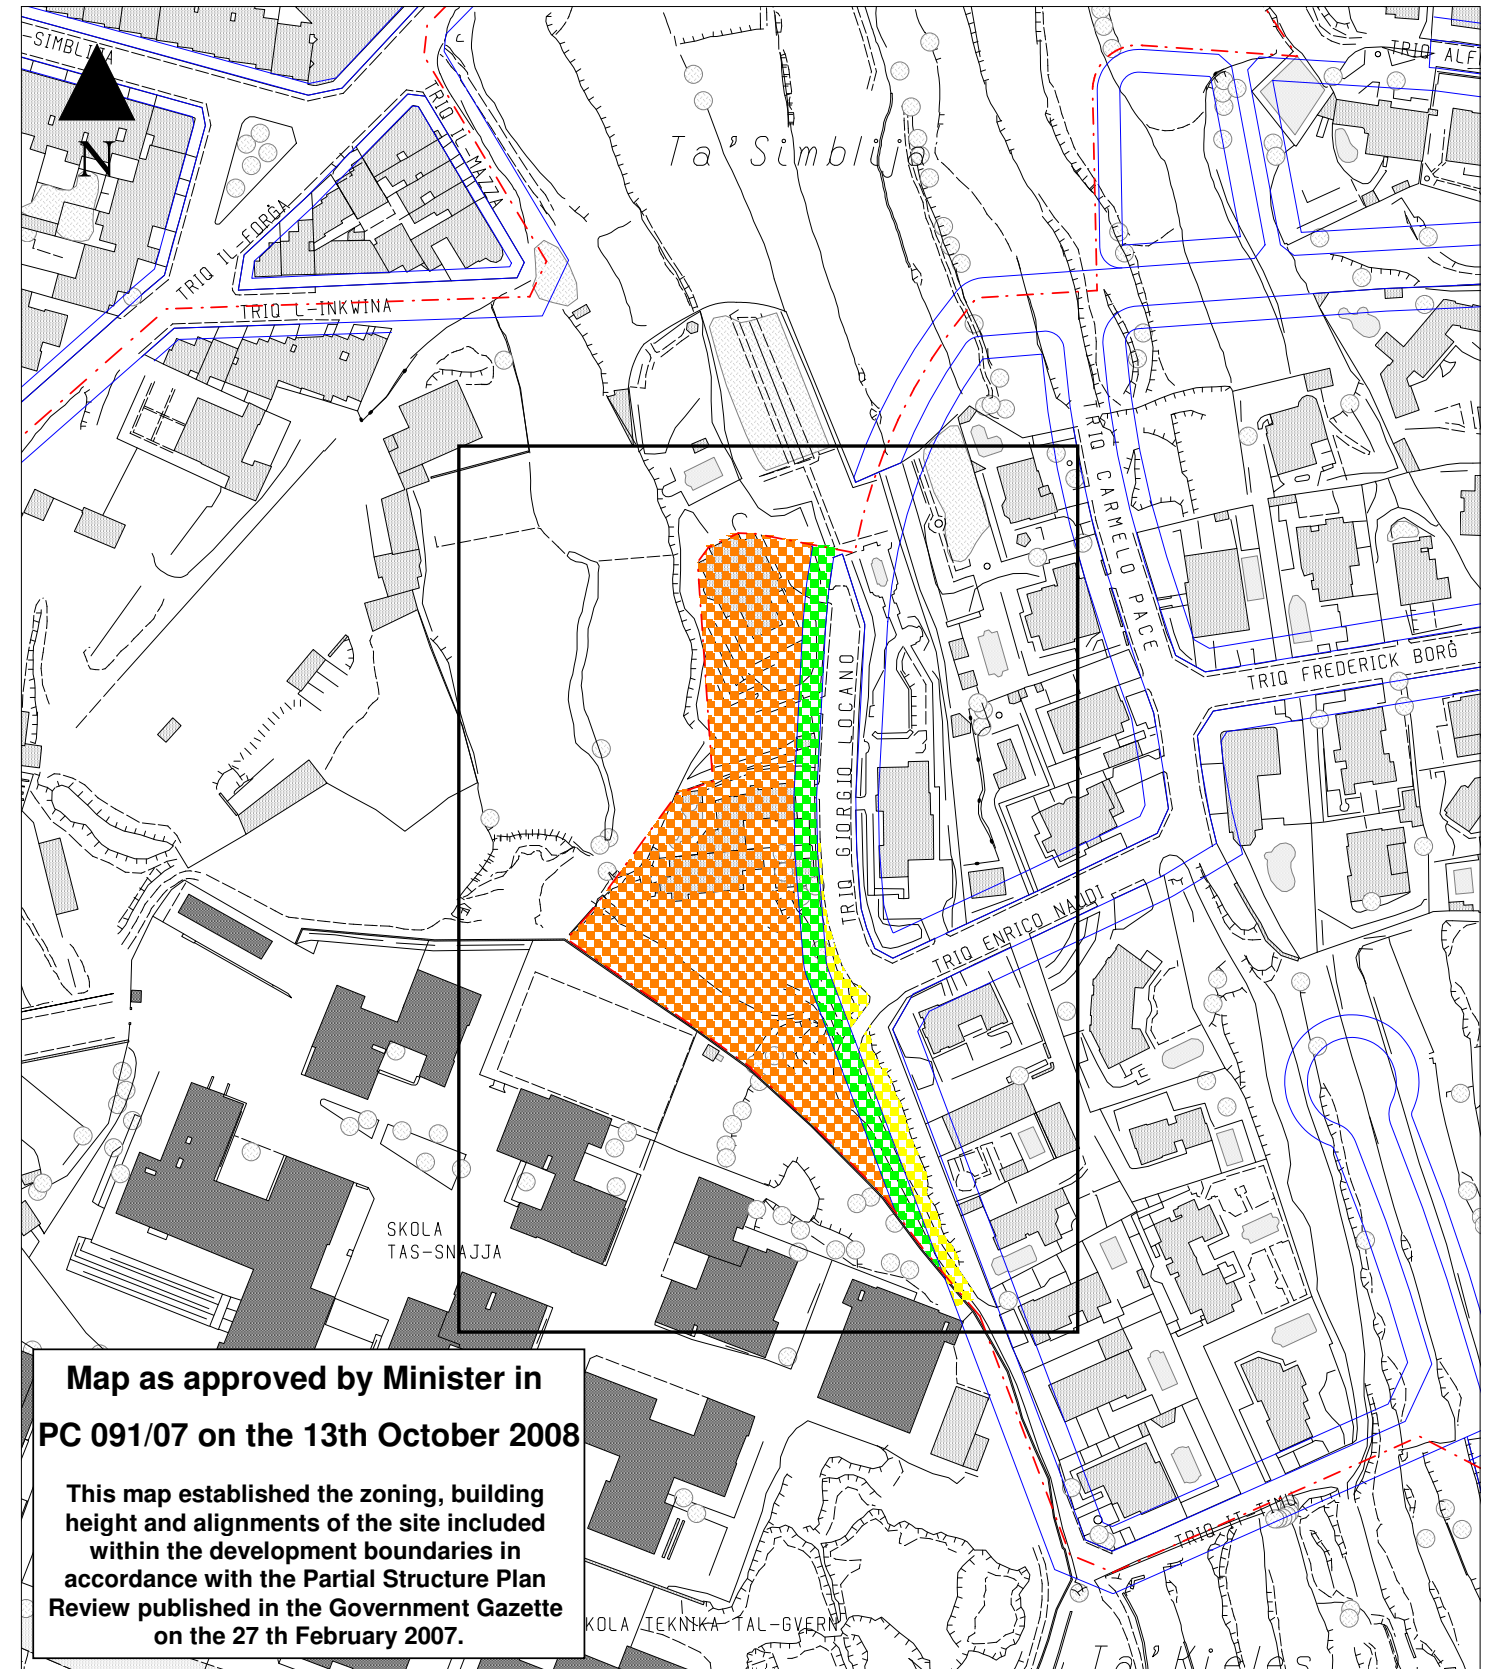 TRIQ ALF
N
Ta'Simblija
TRIQ IL-MAZZA
TRIQ IL-FORĠA
TRIQ L-INKWINA
TRIQ CARMELO PACE
TRIQ FREDERICK BORĠ
TRIQ GIORGIO LOCANO
TRIQ ENRICO NALDI
SKOLA
TAS-SNAJJA
Map as approved by Minister in
PC 091/07 on the 13th October 2008
This map established the zoning, building
height and alignments of the site included
within the development boundaries in
accordance with the Partial Structure Plan
Review published in the Government Gazette
on the 27 th February 2007.
TRIQ IT-TINQ
KOLA TEKNIKA TAL-GVERN